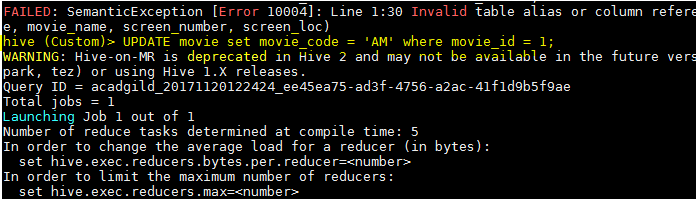 FAILED: SemanticException [Error 10004]: Line 1:30 Invalid table alias or column refere
e, movie_name, screen_number, screen_loc)
hive (Custom)> UPDATE movie set movie_code = 'AM' where movie_id = 1;
WARNING: Hive-on-MR is deprecated in Hive 2 and may not be available in the future vers
park, tez) or using Hive 1.X releases.
Query ID = acadgild_20171120122424_ee45ea75-ad3f-4756-a2ac-41f1d9b5f9ae
Total jobs = 1
Launching Job 1 out of 1
Number of reduce tasks determined at compile time: 5
In order to change the average load for a reducer (in bytes):
  set hive.exec.reducers.bytes.per.reducer=<number>
In order to limit the maximum number of reducers:
  set hive.exec.reducers.max=<number>